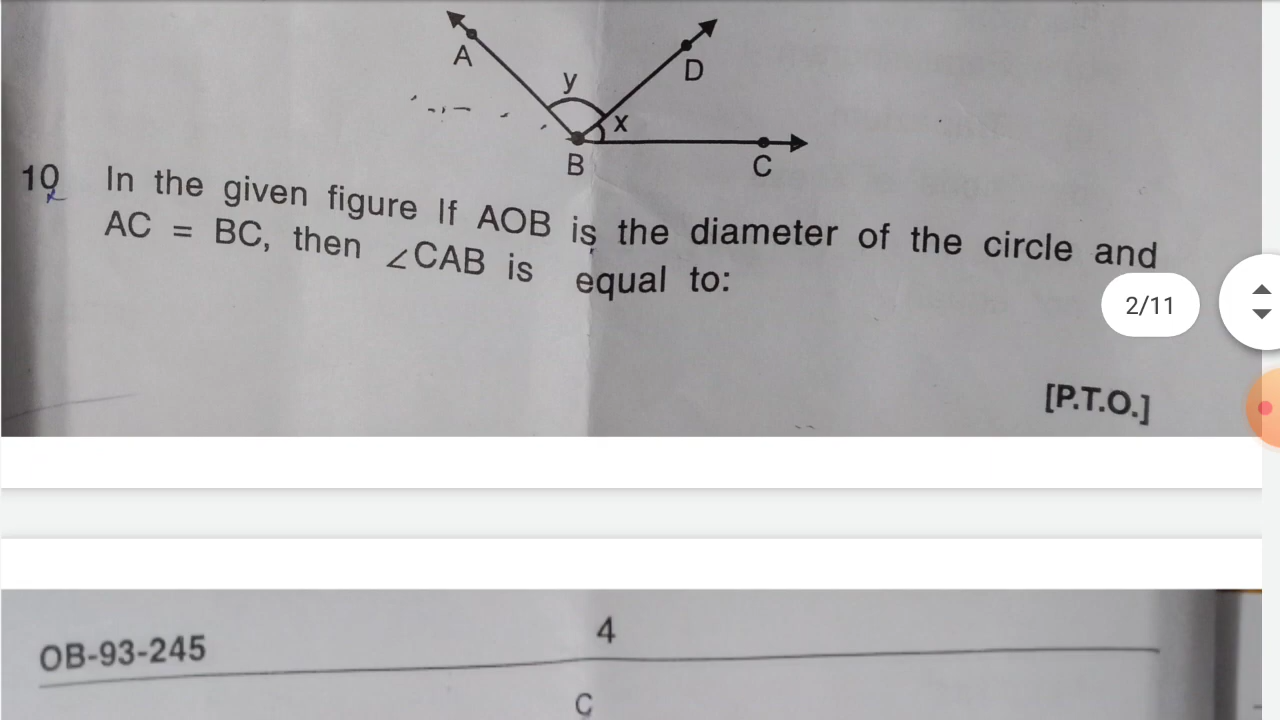 A
D
y
x
B
C
10 In the given figure If AOB is the diameter of the circle and
AC = BC, then ∠CAB is equal to:
2/11
[P.T.O.]
OB-93-245
4
C